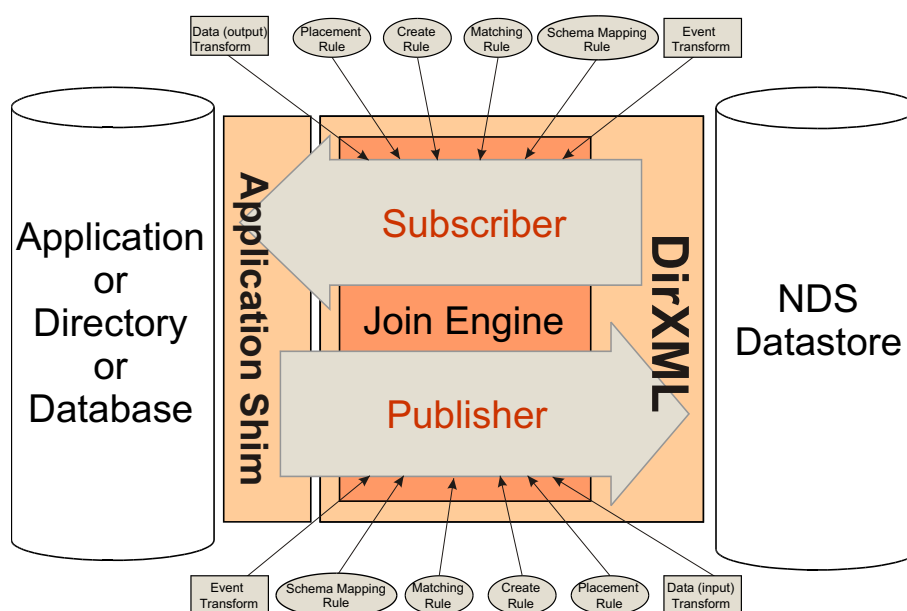 Data (output)
Transform
Placement
Rule
Create
Rule
Matching
Rule
Schema Mapping
Rule
Event
Transform
Application
or
Directory
or
Database
Application Shim
Subscriber
Join Engine
Publisher
DirXML
NDS
Datastore
Event
Transform
Schema Mapping
Rule
Matching
Rule
Create
Rule
Placement
Rule
Data (input)
Transform